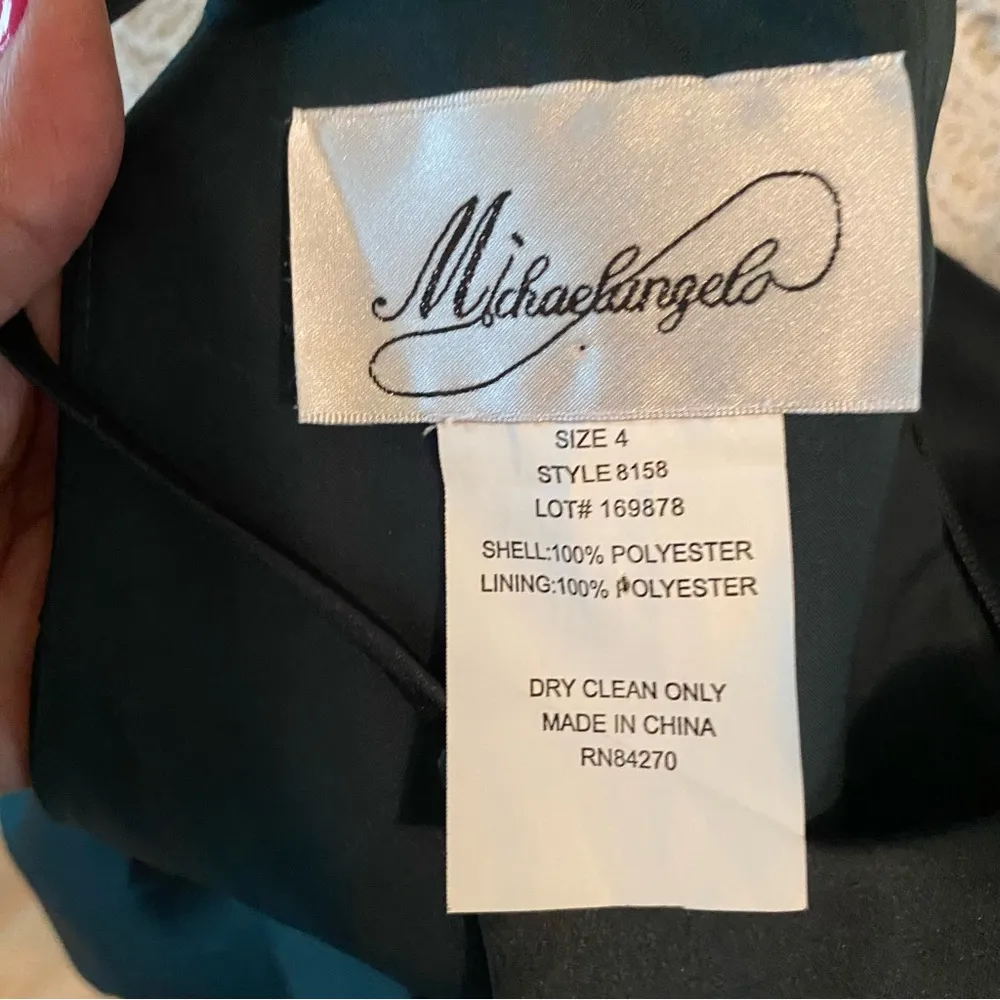 Michaelangelo
SIZE 4
STYLE 8158
LOT# 169878
SHELL:100% POLYESTER
LINING:100% POLYESTER
DRY CLEAN ONLY
MADE IN CHINA
RN84270